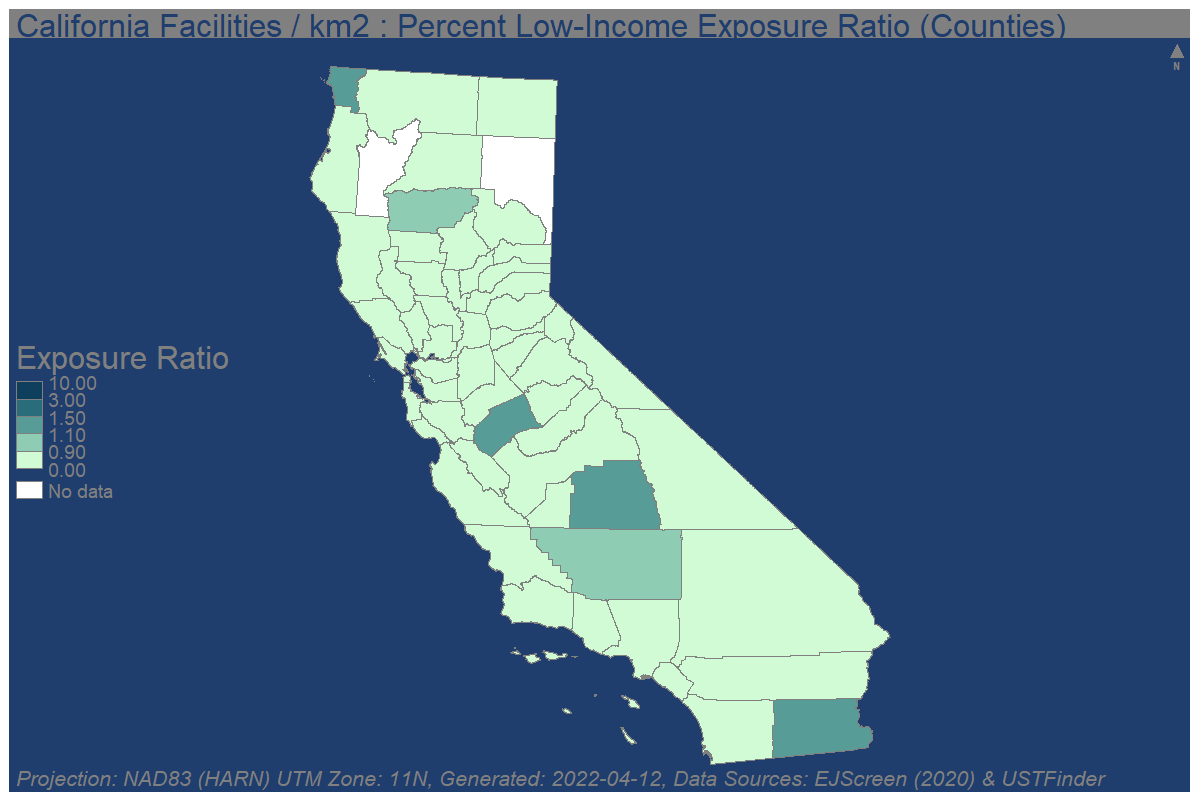 California Facilities / km2 : Percent Low-Income Exposure Ratio (Counties)
N
Exposure Ratio
10.00
3.00
1.50
1.10
0.90
0.00
No data
Projection: NAD83 (HARN) UTM Zone: 11N, Generated: 2022-04-12, Data Sources: EJScreen (2020) & USTFinder